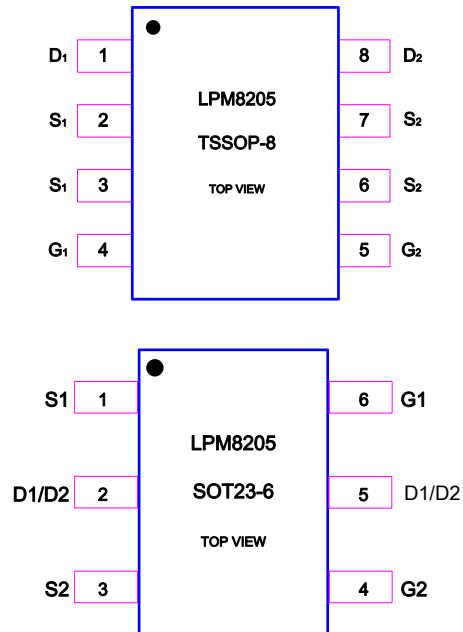 D₁ 1 8 D₂
LPM8205
S₁ 2 7 S₂
TSSOP-8
S₁ 3 6 S₂
TOP VIEW
G₁ 4 5 G₂
S1 1 6 G1
LPM8205
D1/D2 2 SOT23-6 5 D1/D2
TOP VIEW
S2 3 4 G2